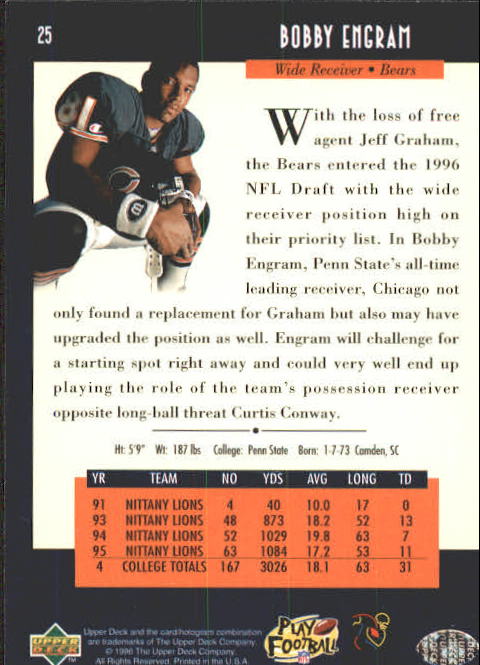 25
BOBBY ENGRAM
Wide Receiver • Bears
With the loss of free
agent Jeff Graham,
the Bears entered the 1996
NFL Draft with the wide
receiver position high on
their priority list. In Bobby
Engram, Penn State's all-time
leading receiver, Chicago not
only found a replacement for Graham but also may have
upgraded the position as well. Engram will challenge for
a starting spot right away and could very well end up
playing the role of the team's possession receiver
opposite long-ball threat Curtis Conway.
Ht: 5'9" Wt: 187 lbs College: Penn State Born: 1-7-73 Camden, SC
YR TEAM NO YDS AVG LONG TD
91 NITTANY LIONS 4 40 10.0 17 0
93 NITTANY LIONS 48 873 18.2 52 13
94 NITTANY LIONS 52 1029 19.8 63 7
95 NITTANY LIONS 63 1084 17.2 53 11
4 COLLEGE TOTALS 167 3026 18.1 63 31
UPPER DECK ™
Upper Deck and the card/hologram combination
are trademarks of The Upper Deck Company.
© 1996 The Upper Deck Company.
All Rights Reserved. Printed in the U.S.A.
PLAY FOOTBALL
NFL
81